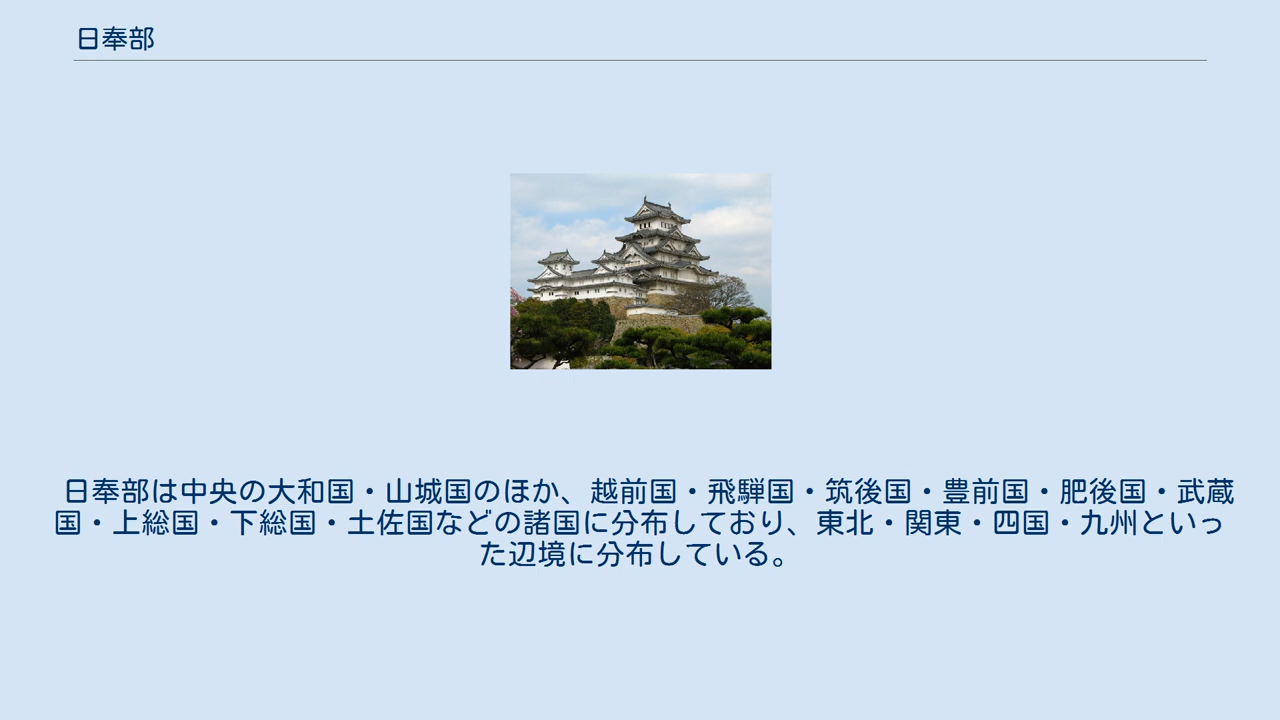 日奉部
日奉部は中央の大和国・山城国のほか、越前国・飛騨国・筑後国・豊前国・肥後国・武蔵
国・上総国・下総国・土佐国などの諸国に分布しており、東北・関東・四国・九州といっ
た辺境に分布している。